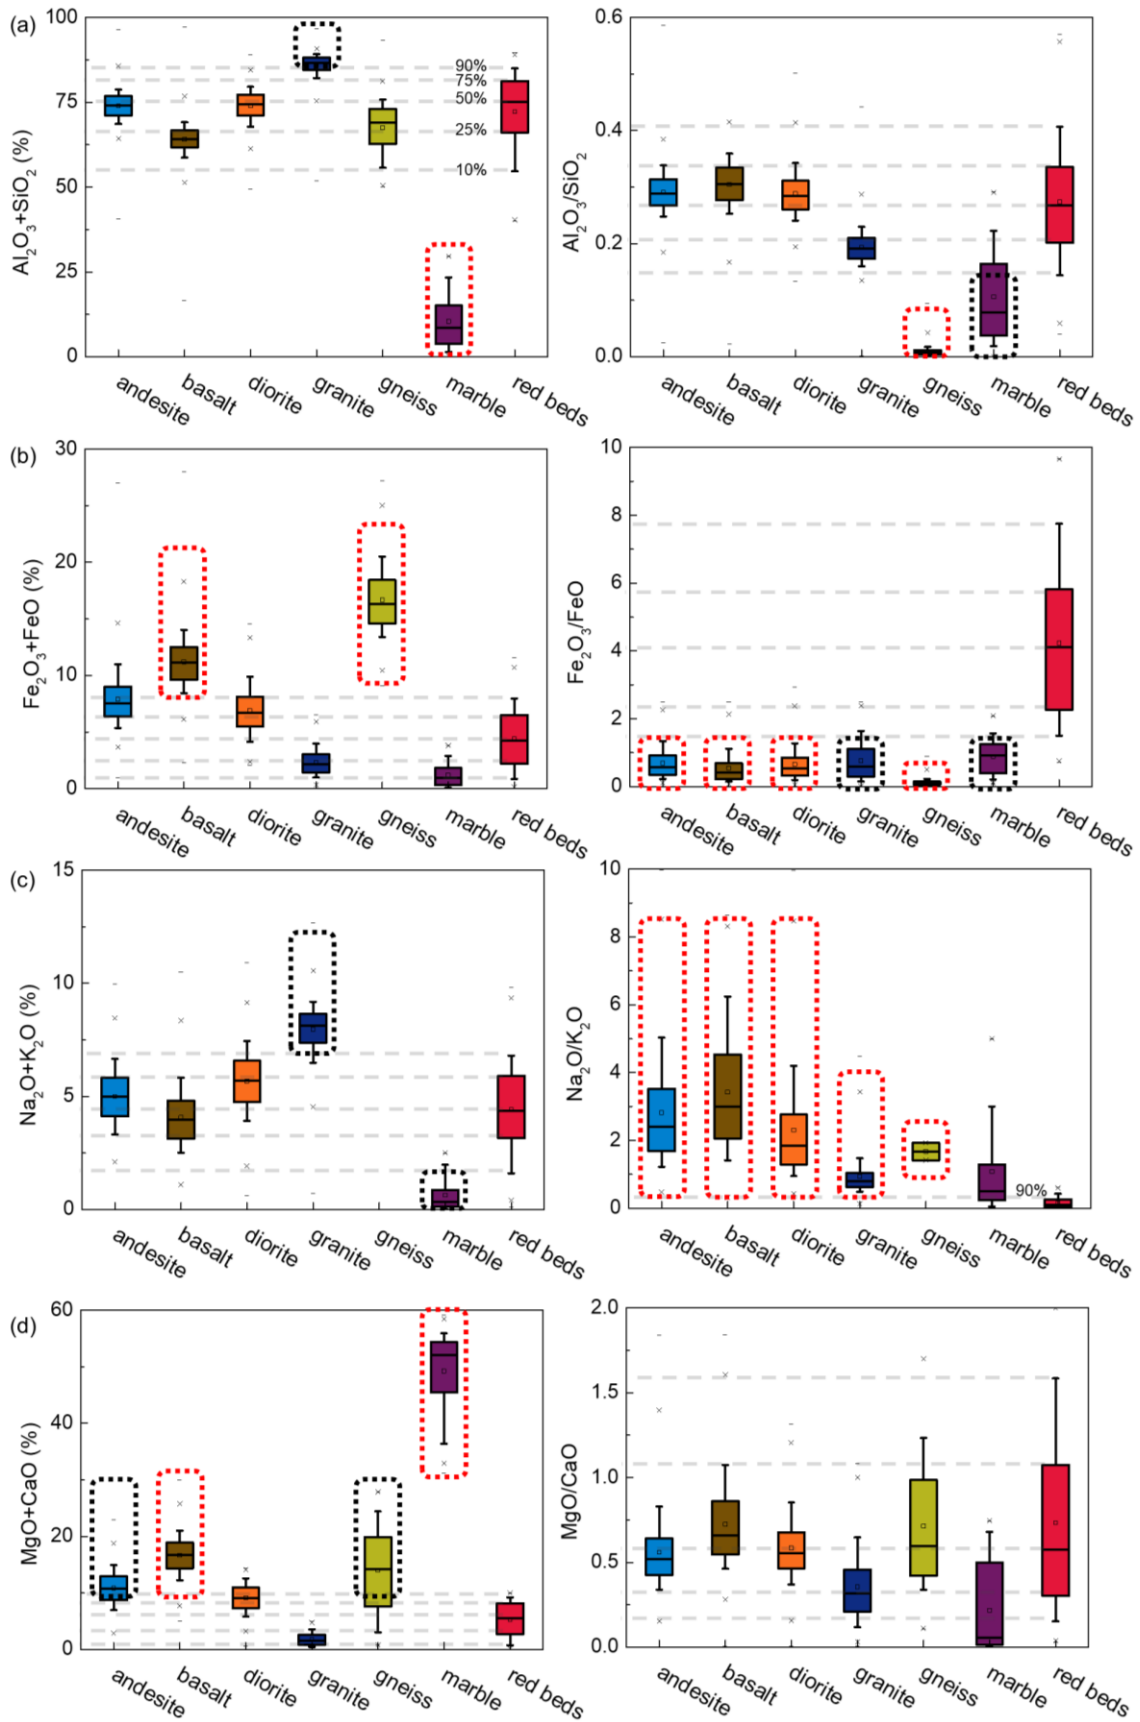 (a)
Al₂O₃+SiO₂ (%)
100
75
50
25
0
90%
75%
50%
25%
10%
andesite
basalt
diorite
granite
gneiss
marble
red beds
Al₂O₃/SiO₂
0.6
0.4
0.2
0.0
andesite
basalt
diorite
granite
gneiss
marble
red beds
(b)
Fe₂O₃+FeO (%)
30
20
10
0
andesite
basalt
diorite
granite
gneiss
marble
red beds
Fe₂O₃/FeO
10
8
6
4
2
0
andesite
basalt
diorite
granite
gneiss
marble
red beds
(c)
Na₂O+K₂O (%)
15
10
5
0
andesite
basalt
diorite
granite
gneiss
marble
red beds
Na₂O/K₂O
10
8
6
4
2
0
90%
andesite
basalt
diorite
granite
gneiss
marble
red beds
(d)
MgO+CaO (%)
60
40
20
0
andesite
basalt
diorite
granite
gneiss
marble
red beds
MgO/CaO
2.0
1.5
1.0
0.5
0.0
andesite
basalt
diorite
granite
gneiss
marble
red beds